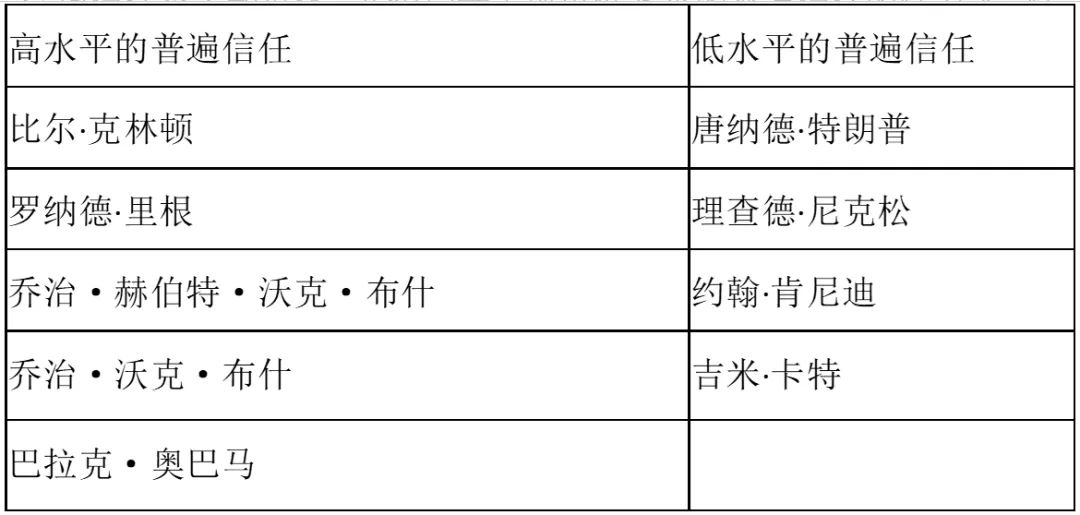 高水平的普遍信任 低水平的普遍信任
比尔·克林顿 唐纳德·特朗普
罗纳德·里根 理查德·尼克松
乔治·赫伯特·沃克·布什 约翰·肯尼迪
乔治·沃克·布什 吉米·卡特
巴拉克·奥巴马